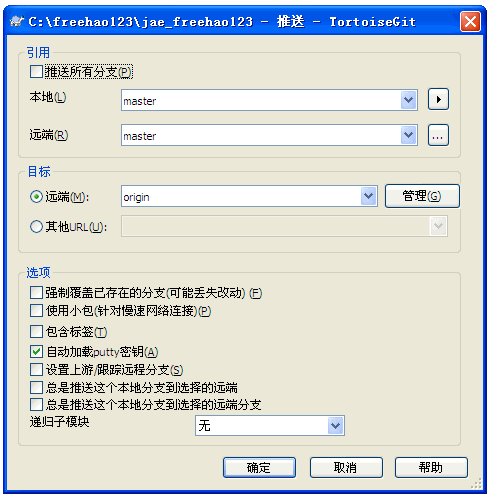 C:\freehao123\jae_freehao123 - 推送 - TortoiseGit
引用
推送所有分支(P)
本地(L)
master
远端(R)
master
...
目标
远端(M):
origin
管理(G)
其他URL(U):
选项
强制覆盖已存在的分支(可能丢失改动) (F)
使用小包(针对慢速网络连接)(P)
包含标签(T)
自动加载putty密钥(A)
设置上游/跟踪远程分支(S)
总是推送这个本地分支到选择的远端
总是推送这个本地分支到选择的远端分支
递归子模块
无
确定
取消
帮助